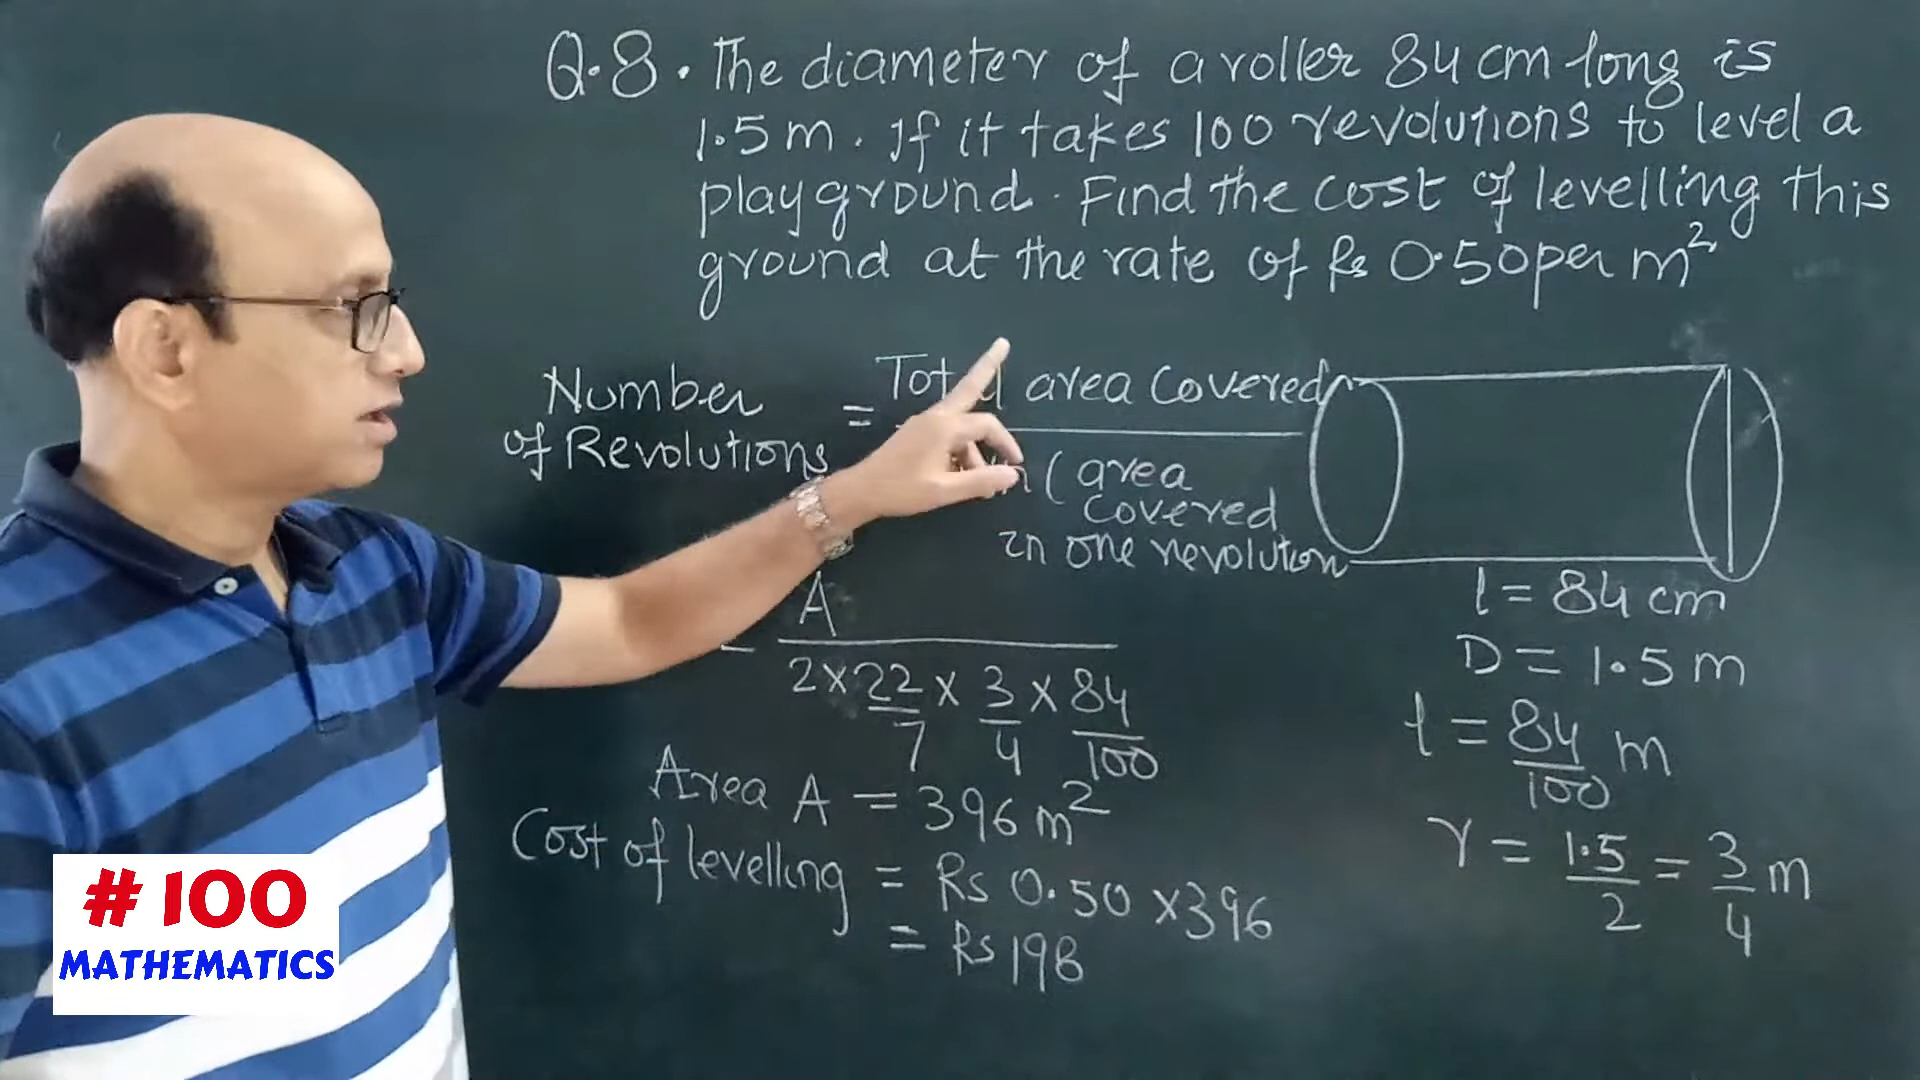 Q.8. The diameter of a roller 84 cm long is
1.5 m. If it takes 100 revolutions to level a
playground. Find the cost of levelling this
ground at the rate of Rs 0.50 per m²
Number
of Revolutions
= area Covered
(area
covered
in one revolution
A
2 × 22/7 × 3/4 × 84/100
Area A = 396 m²
Cost of levelling = Rs 0.50 × 396
= Rs 198
l = 84 cm
D = 1.5 m
l = 84/100 m
r = 1.5/2 = 3/4 m
# 100
MATHEMATICS